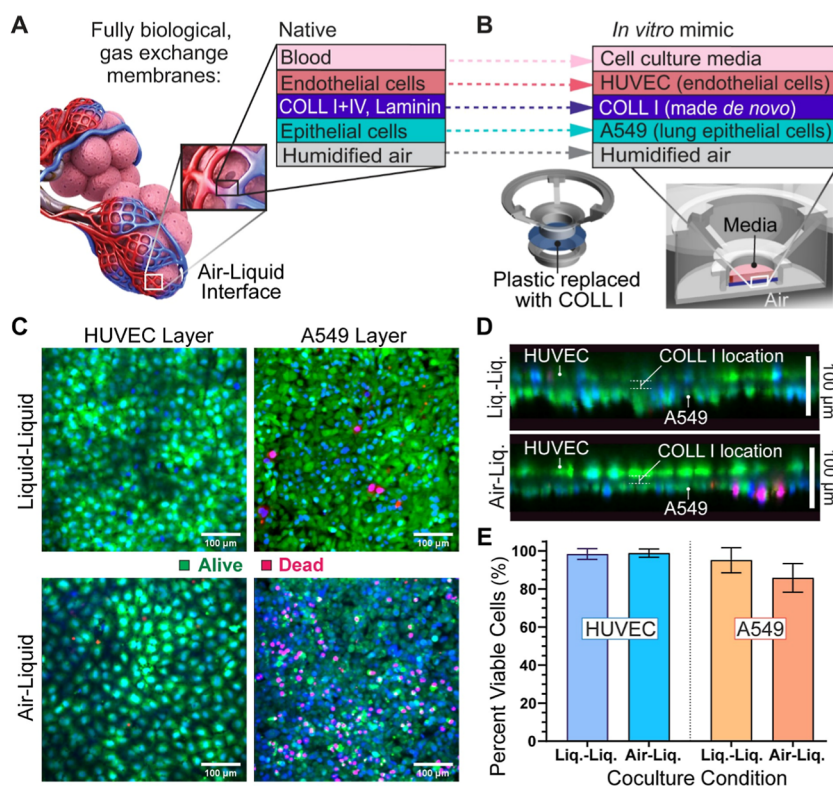 A
Fully biological,
gas exchange
membranes:
Native
Blood
Endothelial cells
COLL I+IV, Laminin
Epithelial cells
Humidified air
Air-Liquid
Interface
B
In vitro mimic
Cell culture media
HUVEC (endothelial cells)
COLL I (made de novo)
A549 (lung epithelial cells)
Humidified air
Plastic replaced
with COLL I
Media
Air
C
HUVEC Layer
A549 Layer
Liquid-Liquid
100 µm
100 µm
Alive
Dead
Air-Liquid
100 µm
100 µm
D
Liq.-Liq.
HUVEC
COLL I location
A549
100 µm
Air-Liq.
HUVEC
COLL I location
A549
100 µm
E
Percent Viable Cells (%)
100
80
60
40
20
0
HUVEC
A549
Liq.-Liq.
Air-Liq.
Liq.-Liq.
Air-Liq.
Coculture Condition